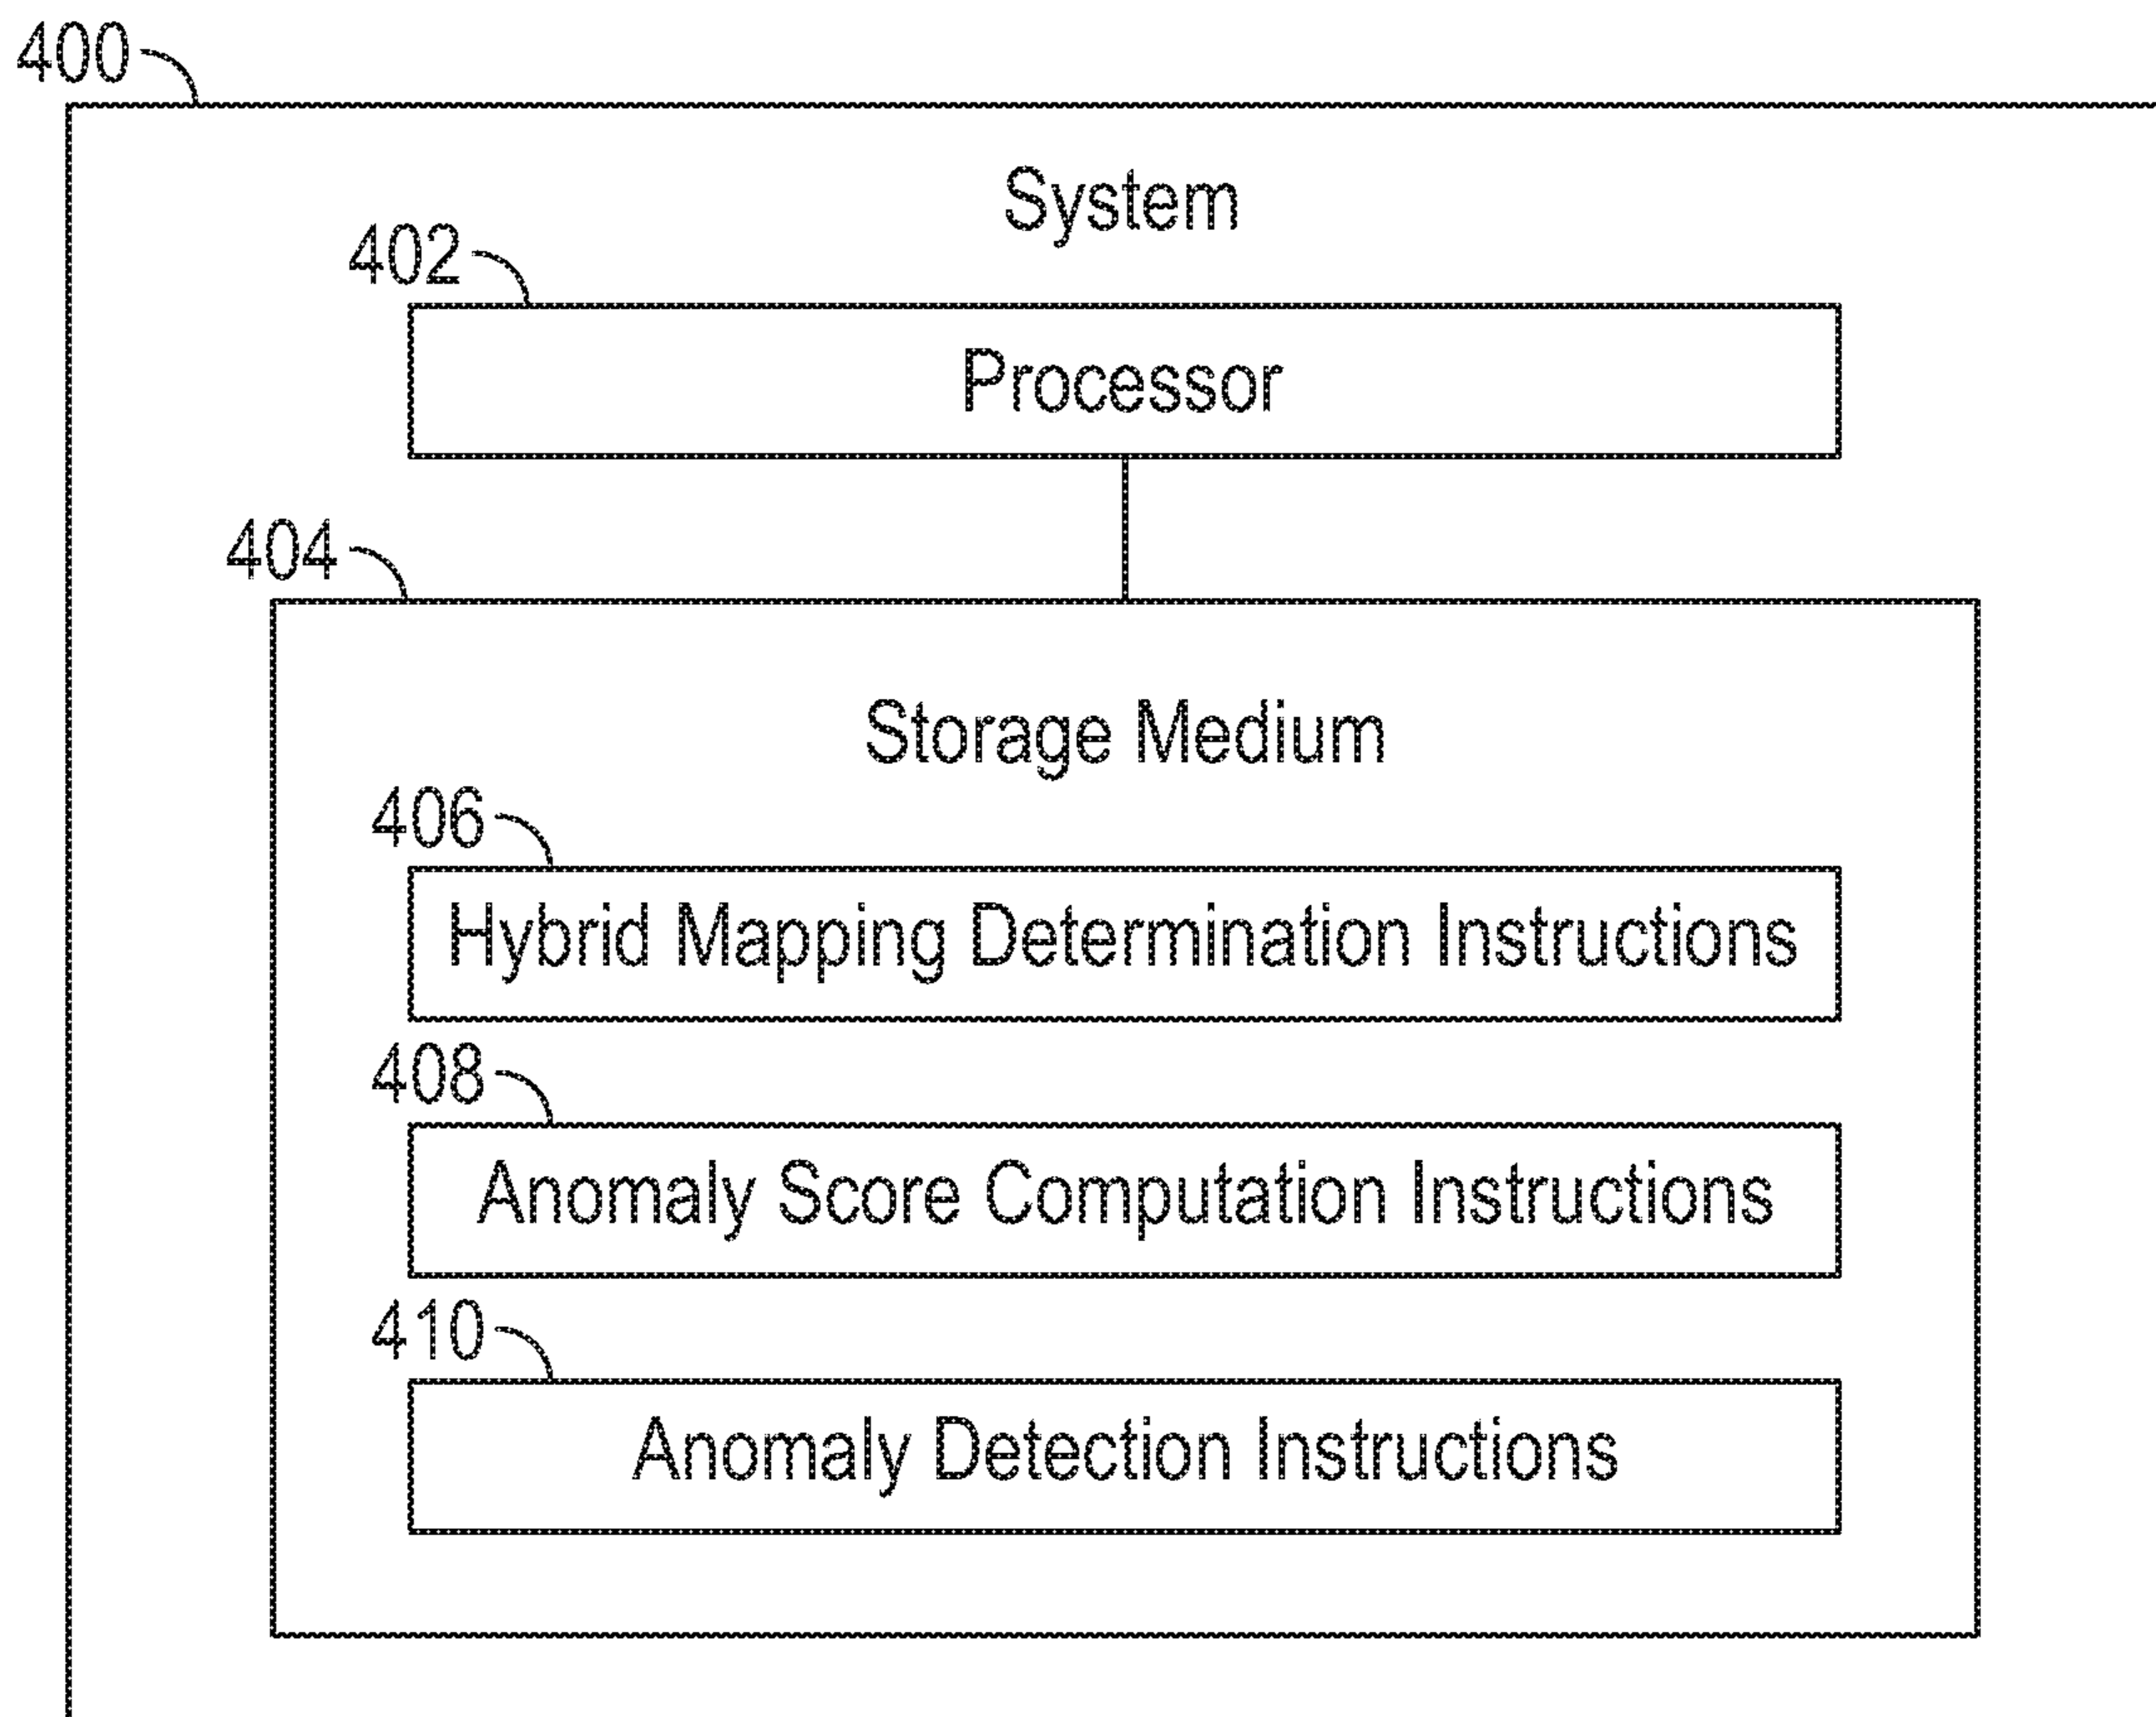 400
System
402
Processor
404
Storage Medium
406
Hybrid Mapping Determination Instructions
408
Anomaly Score Computation Instructions
410
Anomaly Detection Instructions